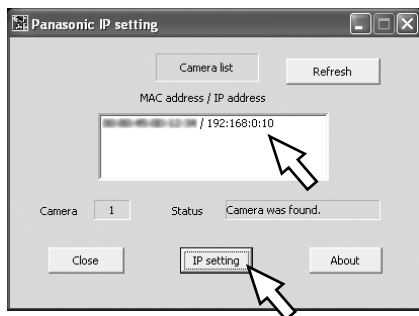 Panasonic IP setting
Camera list
Refresh
MAC address / IP address
/ 192:168:0:10
Camera 1 Status Camera was found.
Close IP setting About